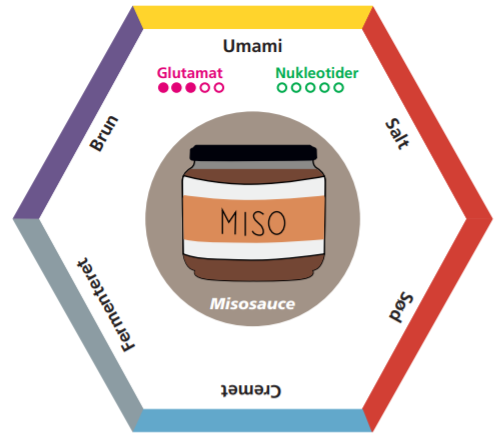 Umami
Glutamat
Nukleotider
Brun
Salt
MISO
Misosauce
Fermenteret
Sød
Cremet